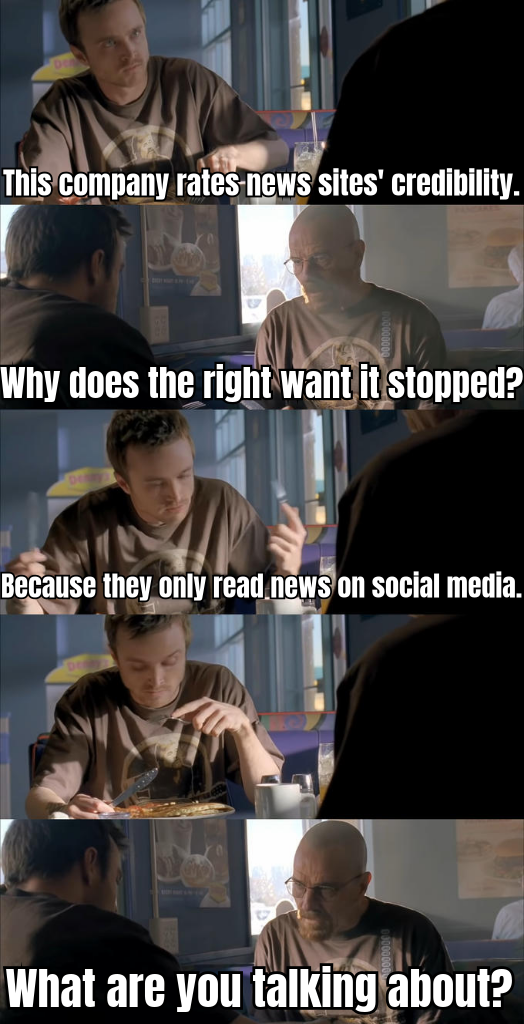 This company rates news sites' credibility.
Why does the right want it stopped?
Because they only read news on social media.
What are you talking about?